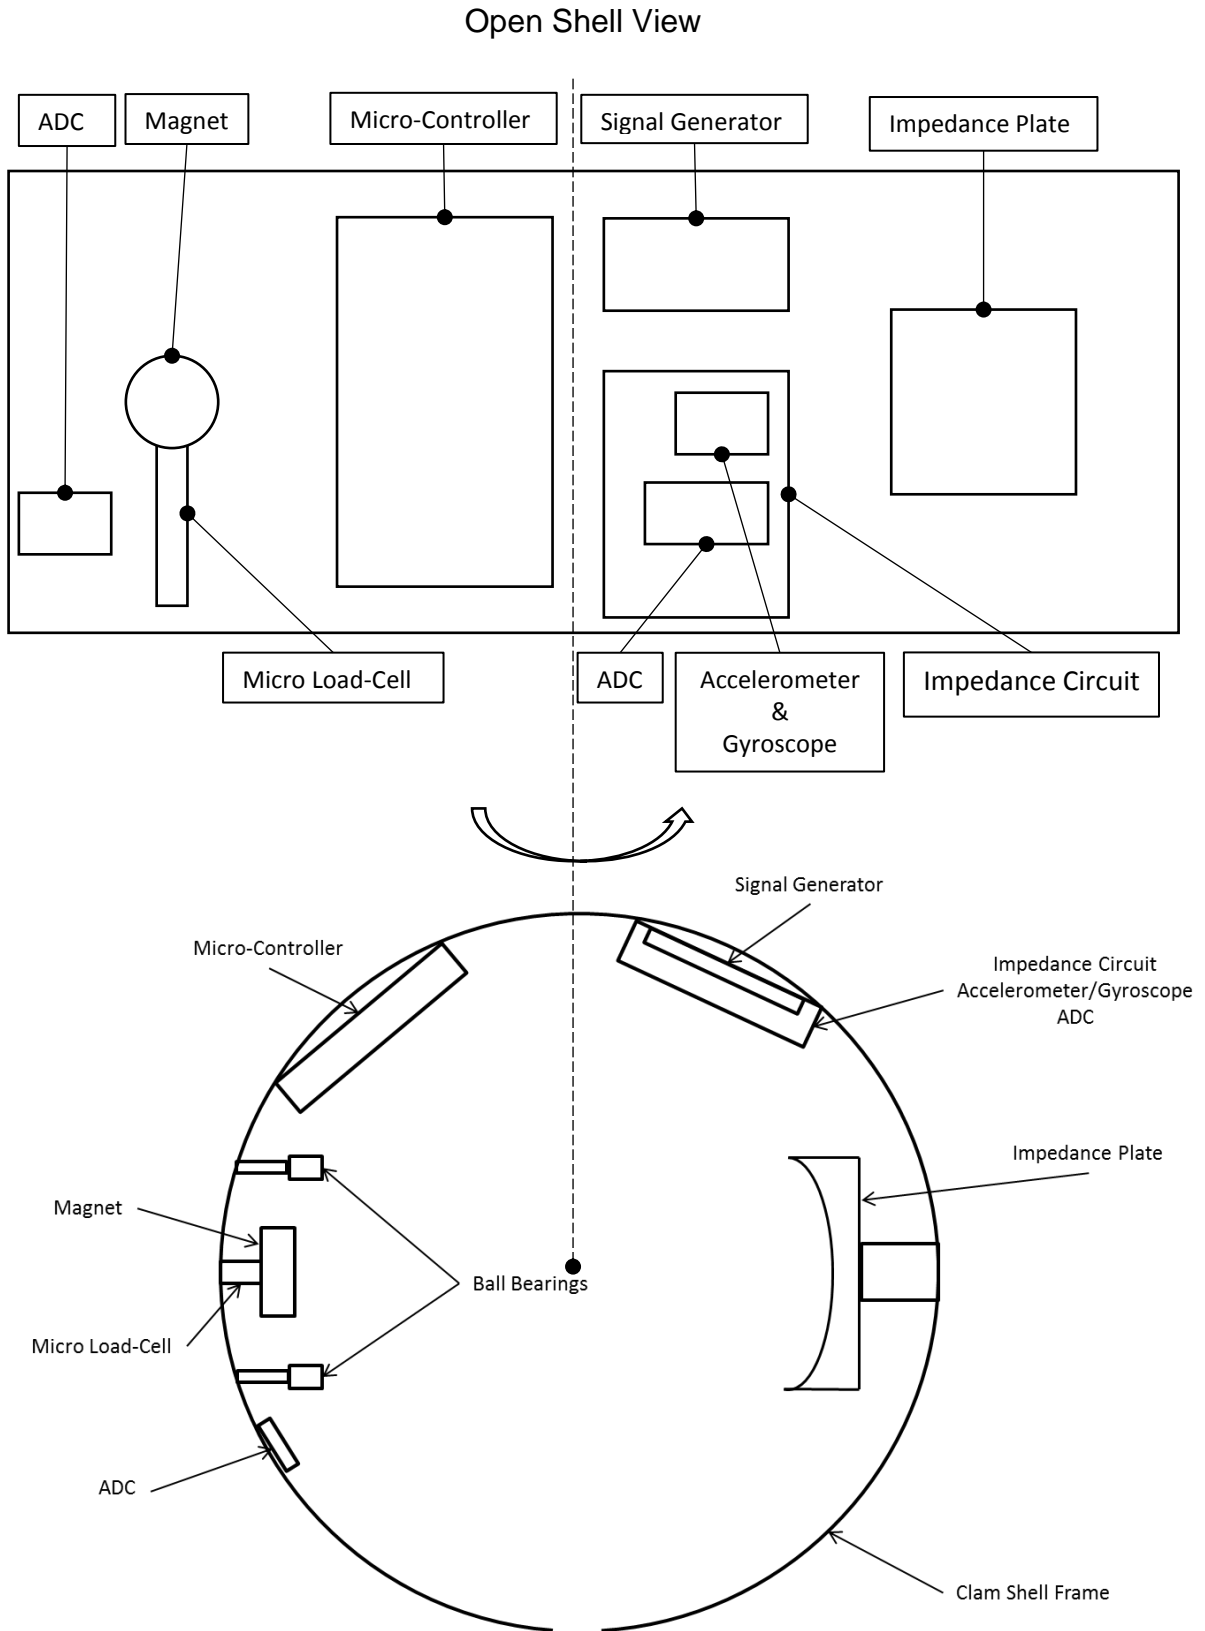 Open Shell View
ADC
Magnet
Micro-Controller
Signal Generator
Impedance Plate
Micro Load-Cell
ADC
Accelerometer
&
Gyroscope
Impedance Circuit
Signal Generator
Micro-Controller
Impedance Circuit
Accelerometer/Gyroscope
ADC
Impedance Plate
Magnet
Ball Bearings
Micro Load-Cell
ADC
Clam Shell Frame